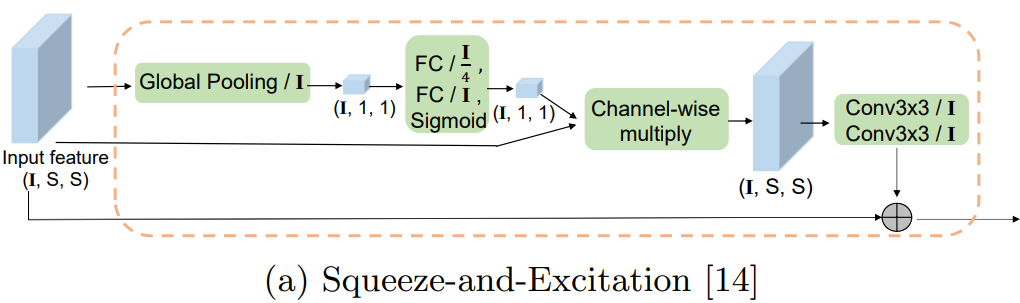 Global Pooling / I
(I, 1, 1)
FC / I/4 ,
FC / I ,
Sigmoid
(I, 1, 1)
Channel-wise
multiply
(I, S, S)
Conv3x3 / I
Conv3x3 / I
Input feature
(I, S, S)
(a) Squeeze-and-Excitation [14]